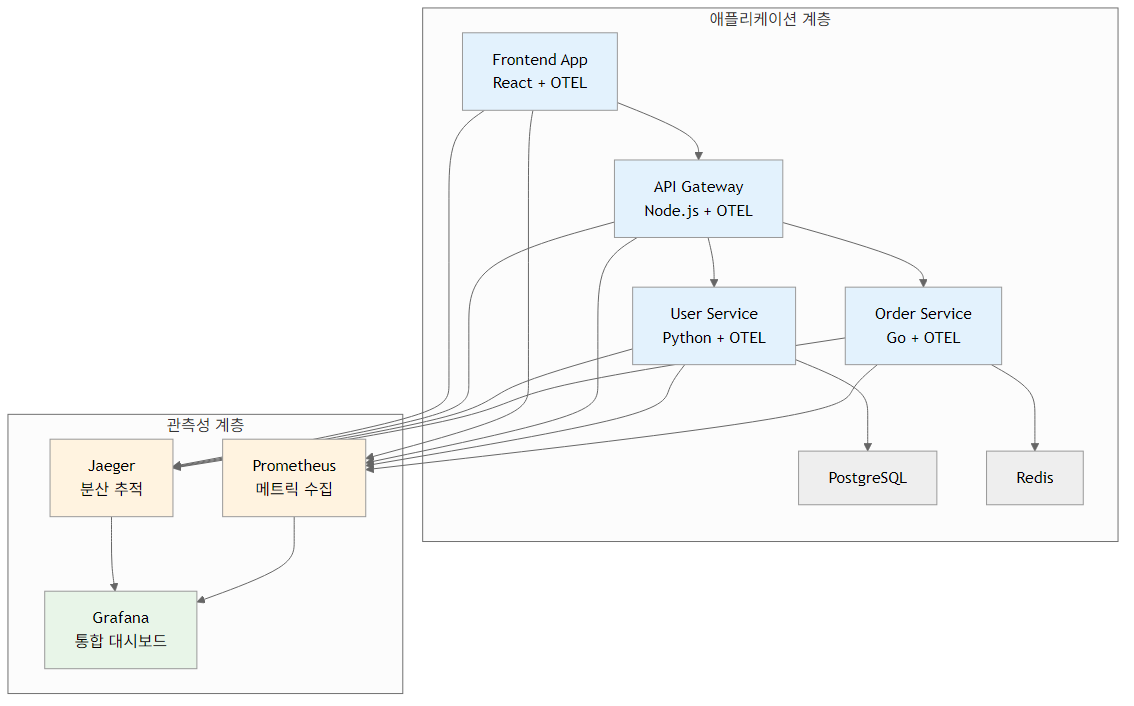 애플리케이션 계층
Frontend App
React + OTEL
API Gateway
Node.js + OTEL
User Service
Python + OTEL
Order Service
Go + OTEL
PostgreSQL
Redis
관측성 계층
Jaeger
분산 추적
Prometheus
메트릭 수집
Grafana
통합 대시보드